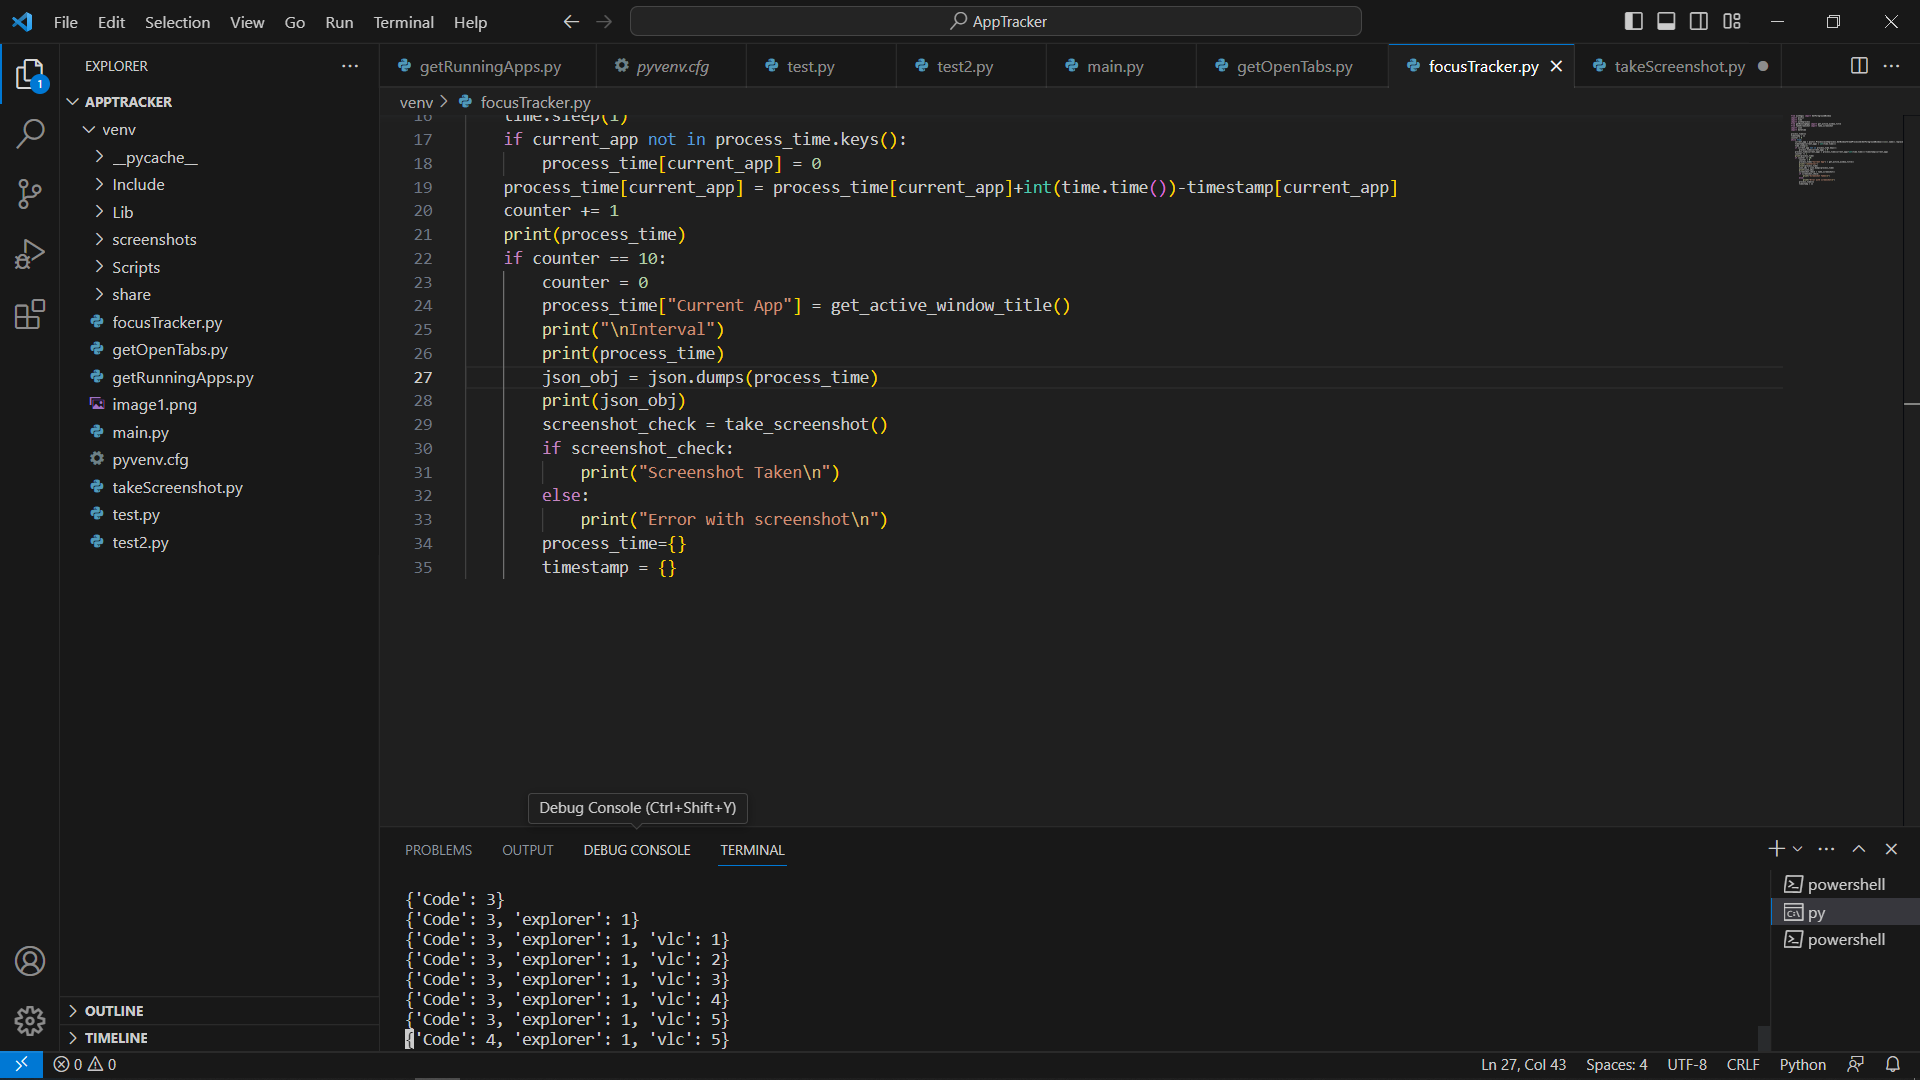 File Edit Selection View Go Run Terminal Help
AppTracker
EXPLORER
1
APPTRACKER
venv
__pycache__
Include
Lib
screenshots
Scripts
share
focusTracker.py
getOpenTabs.py
getRunningApps.py
image1.png
main.py
pyvenv.cfg
takeScreenshot.py
test.py
test2.py
OUTLINE
TIMELINE
getRunningApps.py pyvenv.cfg test.py test2.py main.py getOpenTabs.py focusTracker.py takeScreenshot.py
venv > focusTracker.py
16 time.sleep(1)
17 if current_app not in process_time.keys():
18 process_time[current_app] = 0
19 process_time[current_app] = process_time[current_app]+int(time.time())-timestamp[current_app]
20 counter += 1
21 print(process_time)
22 if counter == 10:
23 counter = 0
24 process_time["Current App"] = get_active_window_title()
25 print("\nInterval")
26 print(process_time)
27 json_obj = json.dumps(process_time)
28 print(json_obj)
29 screenshot_check = take_screenshot()
30 if screenshot_check:
31 print("Screenshot Taken\n")
32 else:
33 print("Error with screenshot\n")
34 process_time={}
35 timestamp = {}
Debug Console (Ctrl+Shift+Y)
PROBLEMS OUTPUT DEBUG CONSOLE TERMINAL
{'Code': 3}
{'Code': 3, 'explorer': 1}
{'Code': 3, 'explorer': 1, 'vlc': 1}
{'Code': 3, 'explorer': 1, 'vlc': 2}
{'Code': 3, 'explorer': 1, 'vlc': 3}
{'Code': 3, 'explorer': 1, 'vlc': 4}
{'Code': 3, 'explorer': 1, 'vlc': 5}
{'Code': 4, 'explorer': 1, 'vlc': 5}
powershell
py
powershell
0 0
Ln 27, Col 43 Spaces: 4 UTF-8 CRLF Python